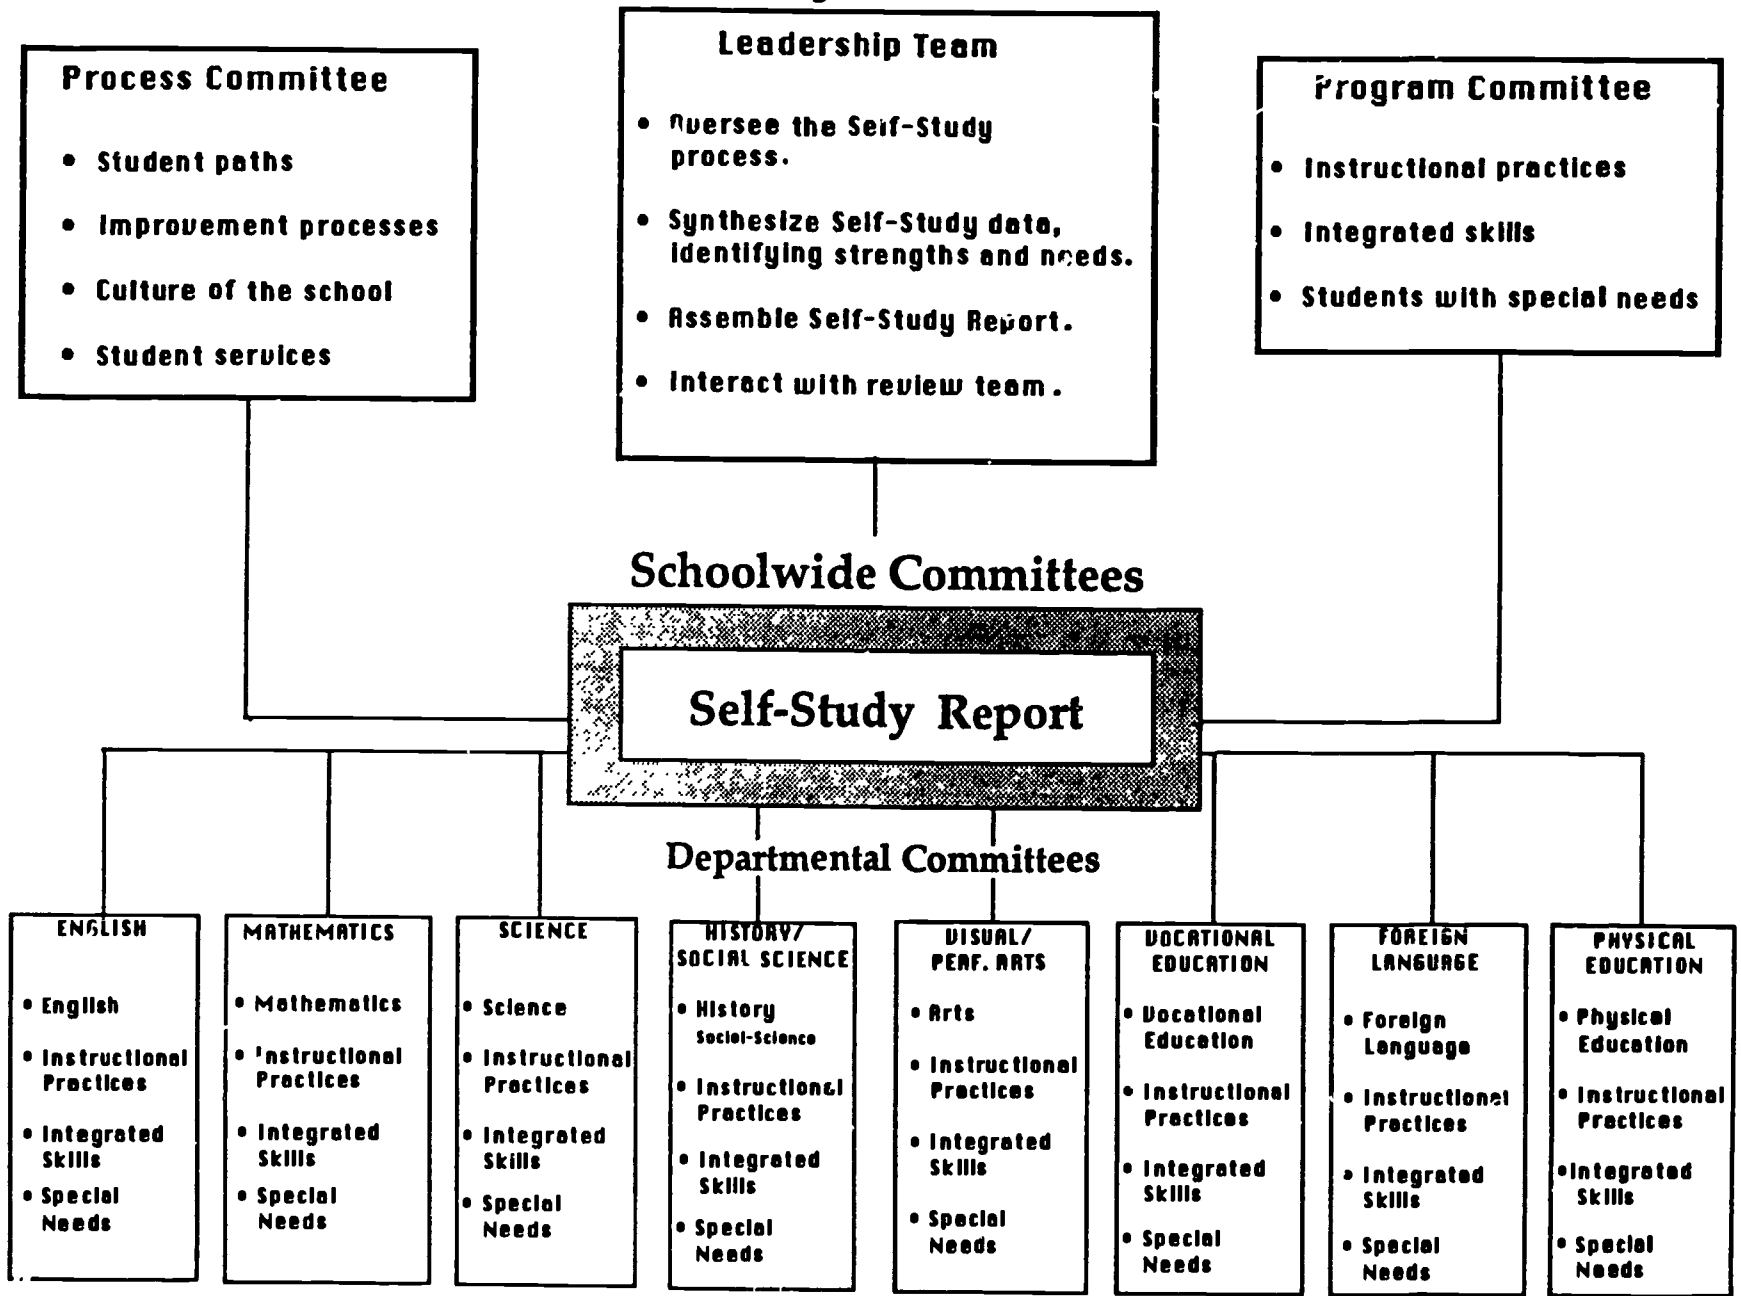 Process Committee
• Student paths
• Improvement processes
• Culture of the school
• Student services
Leadership Team
• Oversee the Self-Study
process.
• Synthesize Self-Study data,
identifying strengths and needs.
• Assemble Self-Study Report.
• Interact with review team.
Program Committee
• Instructional practices
• Integrated skills
• Students with special needs
Schoolwide Committees
Self-Study Report
Departmental Committees
ENGLISH
• English
• Instructional
Practices
• Integrated
Skills
• Special
Needs
MATHEMATICS
• Mathematics
• Instructional
Practices
• Integrated
Skills
• Special
Needs
SCIENCE
• Science
• Instructional
Practices
• Integrated
Skills
• Special
Needs
HISTORY/
SOCIAL SCIENCE
• History
Social-Science
• Instructional
Practices
• Integrated
Skills
• Special
Needs
VISUAL/
PERF. ARTS
• Arts
• Instructional
Practices
• Integrated
Skills
• Special
Needs
VOCATIONAL
EDUCATION
• Vocational
Education
• Instructional
Practices
• Integrated
Skills
• Special
Needs
FOREIGN
LANGUAGE
• Foreign
Language
• Instructional
Practices
• Integrated
Skills
• Special
Needs
PHYSICAL
EDUCATION
• Physical
Education
• Instructional
Practices
• Integrated
Skills
• Special
Needs